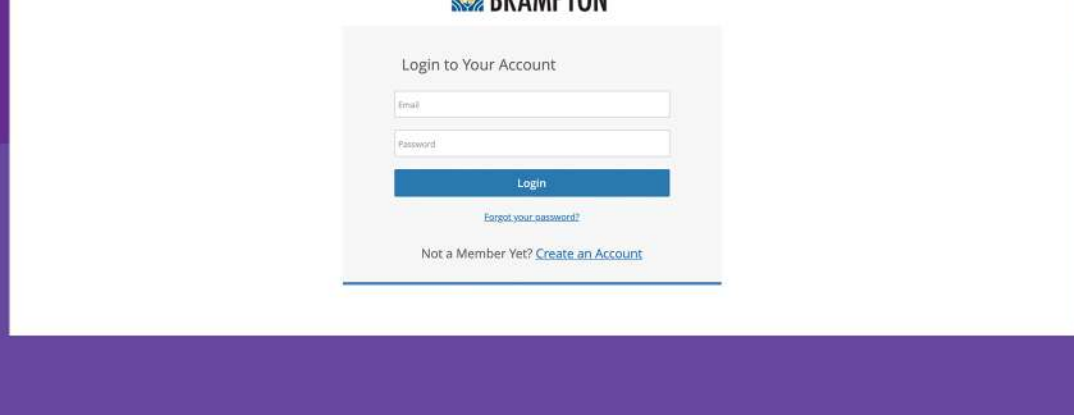 BRAMPTON
Login to Your Account
Email
Password
Login
Forgot your password?
Not a Member Yet? Create an Account